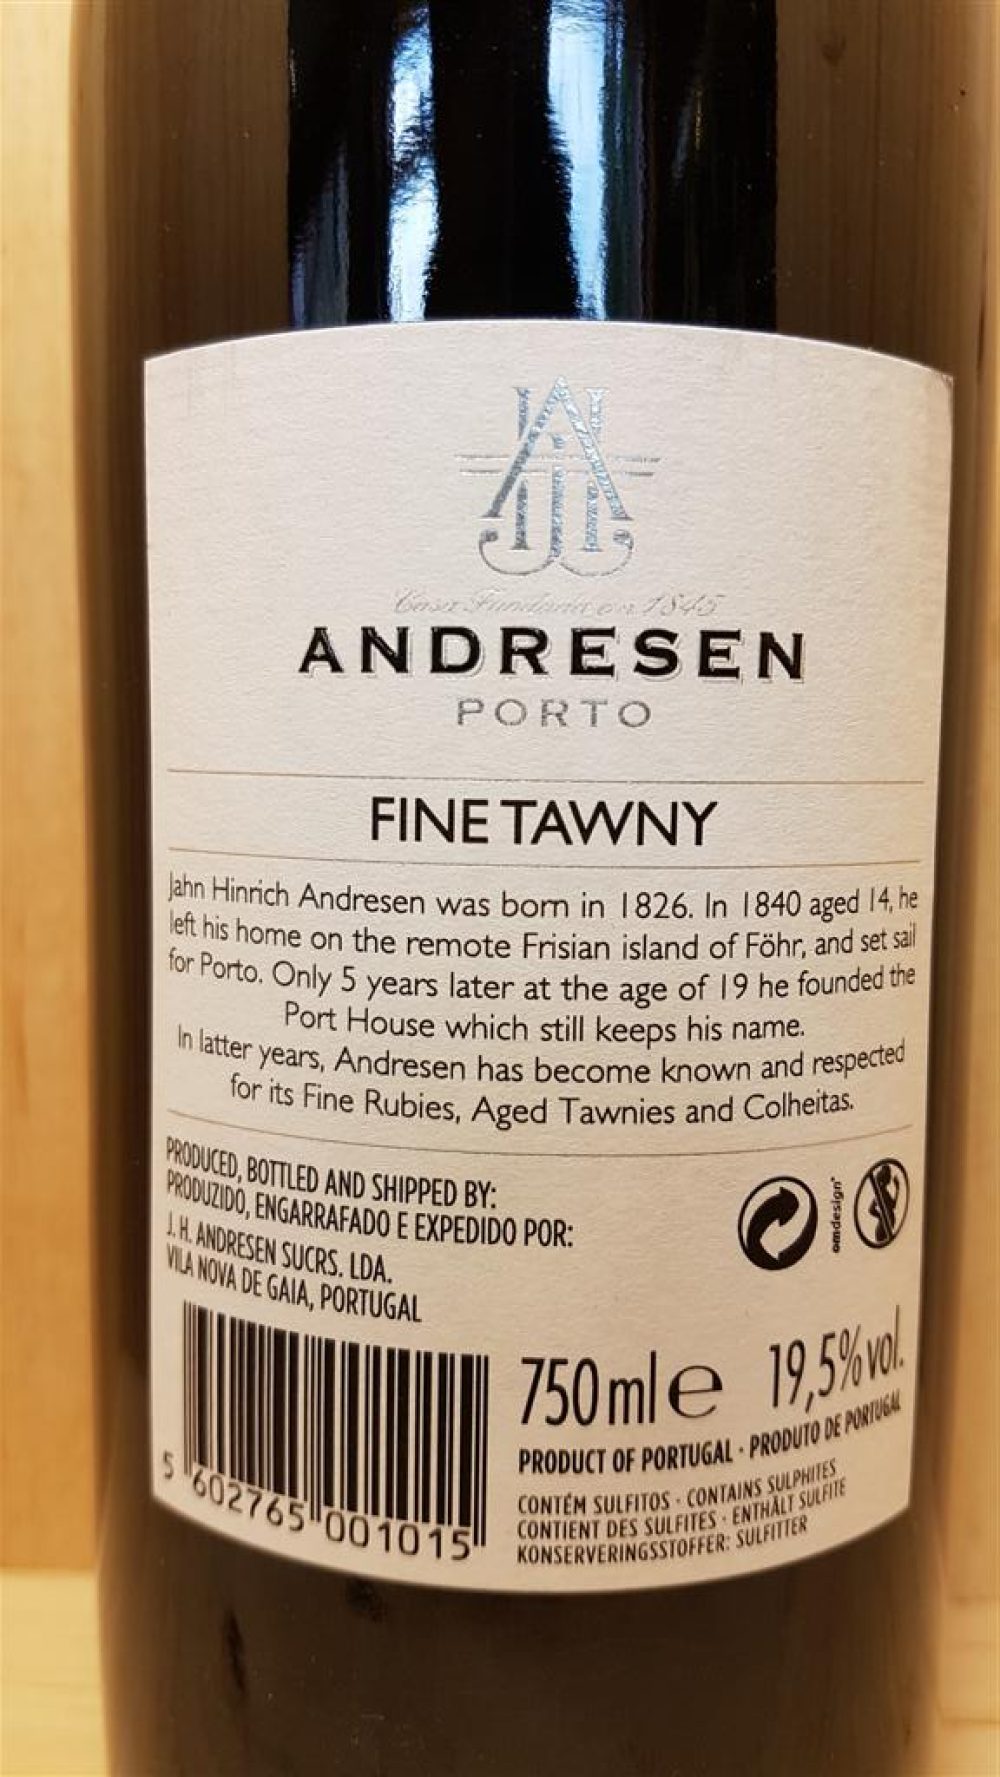 Casa Fundada em 1845
ANDRESEN
PORTO
FINE TAWNY
Jahn Hinrich Andresen was born in 1826. In 1840 aged 14, he
left his home on the remote Frisian island of Föhr, and set sail
for Porto. Only 5 years later at the age of 19 he founded the
Port House which still keeps his name.
In latter years, Andresen has become known and respected
for its Fine Rubies, Aged Tawnies and Colheitas.
PRODUCED, BOTTLED AND SHIPPED BY:
PRODUZIDO, ENGARRAFADO E EXPEDIDO POR:
J. H. ANDRESEN SUCRS. LDA.
VILA NOVA DE GAIA, PORTUGAL
omdesign®
750 ml e 19,5% vol.
PRODUCT OF PORTUGAL · PRODUTO DE PORTUGAL
CONTÉM SULFITOS · CONTAINS SULPHITES
CONTIENT DES SULFITES · ENTHÄLT SULFITE
KONSERVERINGSSTOFFER: SULFITTER
5 602765 001015